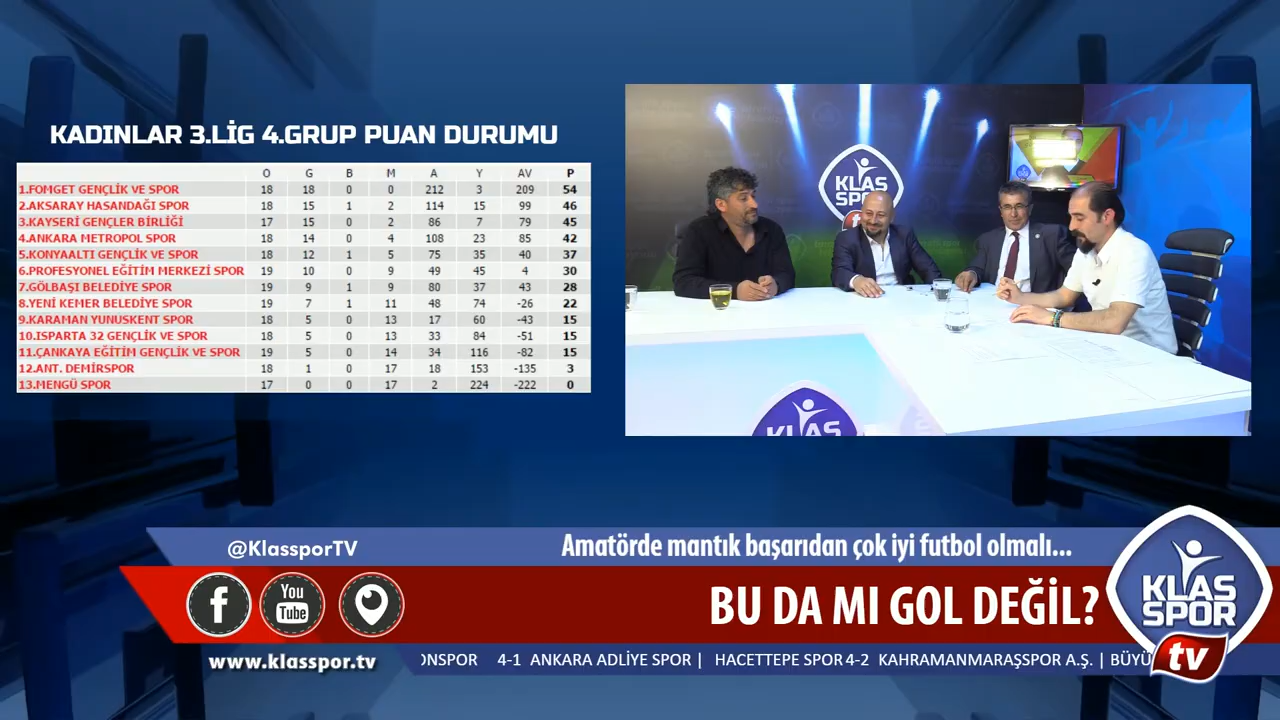 KADINLAR 3.LİG 4.GRUP PUAN DURUMU
O G B M A Y AV P
1.FOMGET GENÇLİK VE SPOR 18 18 0 0 212 3 209 54
2.AKSARAY HASANDAĞI SPOR 18 15 1 2 114 15 99 46
3.KAYSERİ GENÇLER BİRLİĞİ 17 15 0 2 86 7 79 45
4.ANKARA METROPOL SPOR 18 14 0 4 108 23 85 42
5.KONYAALTI GENÇLİK VE SPOR 18 12 1 5 75 35 40 37
6.PROFESYONEL EĞİTİM MERKEZİ SPOR 19 10 0 9 49 45 4 30
7.GÖLBAŞI BELEDİYE SPOR 19 9 1 9 80 37 43 28
8.YENİ KEMER BELEDİYE SPOR 19 7 1 11 48 74 -26 22
9.KARAMAN YUNUSKENT SPOR 18 5 0 13 17 60 -43 15
10.ISPARTA 32 GENÇLİK VE SPOR 18 5 0 13 33 84 -51 15
11.ÇANKAYA EĞİTİM GENÇLİK VE SPOR 19 5 0 14 34 116 -82 15
12.ANT. DEMİRSPOR 18 1 0 17 18 153 -135 3
13.MENGÜ SPOR 17 0 0 17 2 224 -222 0
KLAS
SPOR
tv
KLAS
@KlassporTV
Amatörde mantık başarıdan çok iyi futbol olmalı...
You
Tube
BU DA MI GOL DEĞİL?
KLAS
SPOR
tv
www.klasspor.tv
ONSPOR 4-1 ANKARA ADLİYE SPOR | HACETTEPE SPOR 4-2 KAHRAMANMARAŞSPOR A.Ş. | BÜYÜ